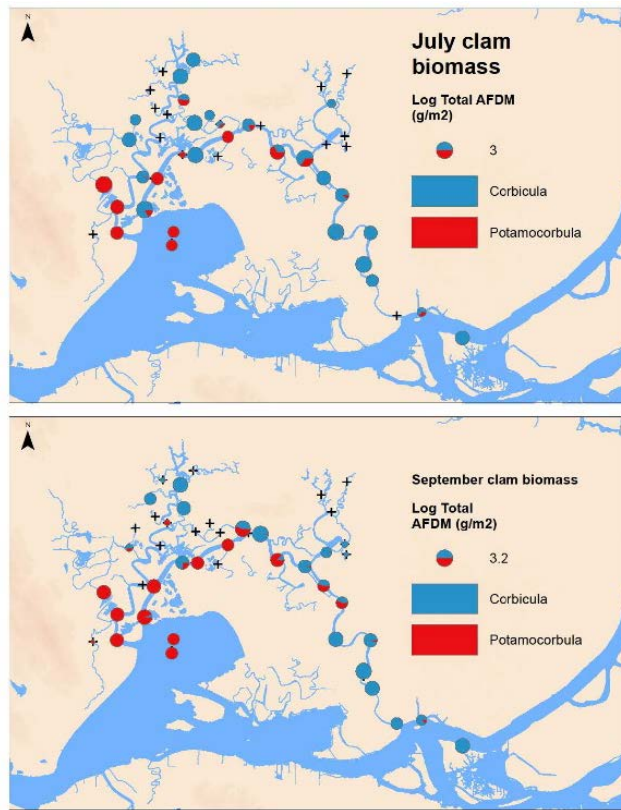 N
July clam
biomass
Log Total AFDM
(g/m2)
3
Corbicula
Potamocorbula
N
September clam biomass
Log Total
AFDM (g/m2)
3.2
Corbicula
Potamocorbula